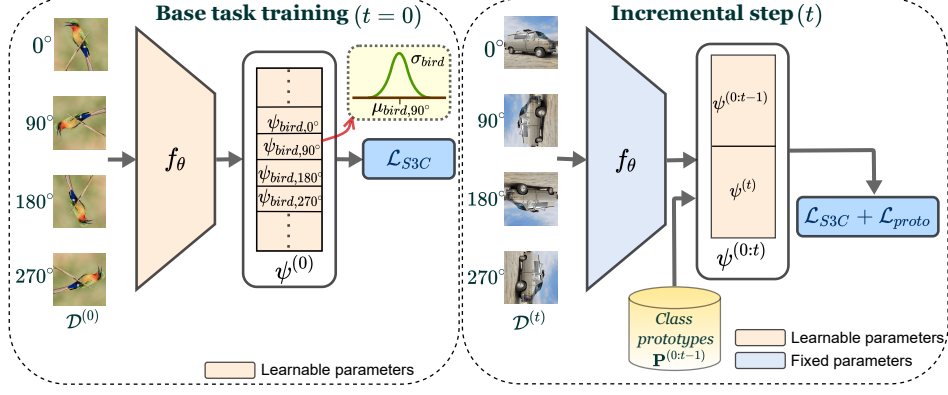 Base task training (t = 0)
0°
90°
180°
270°
𝒟^(0)
f_θ
ψ_bird,0°
ψ_bird,90°
ψ_bird,180°
ψ_bird,270°
ψ^(0)
σ_bird
μ_bird,90°
ℒ_S3C
Learnable parameters
Incremental step (t)
0°
90°
180°
270°
𝒟^(t)
f_θ
ψ^(0:t−1)
ψ^(t)
ψ^(0:t)
ℒ_S3C + ℒ_proto
Class
prototypes
P^(0:t−1)
Learnable parameters
Fixed parameters